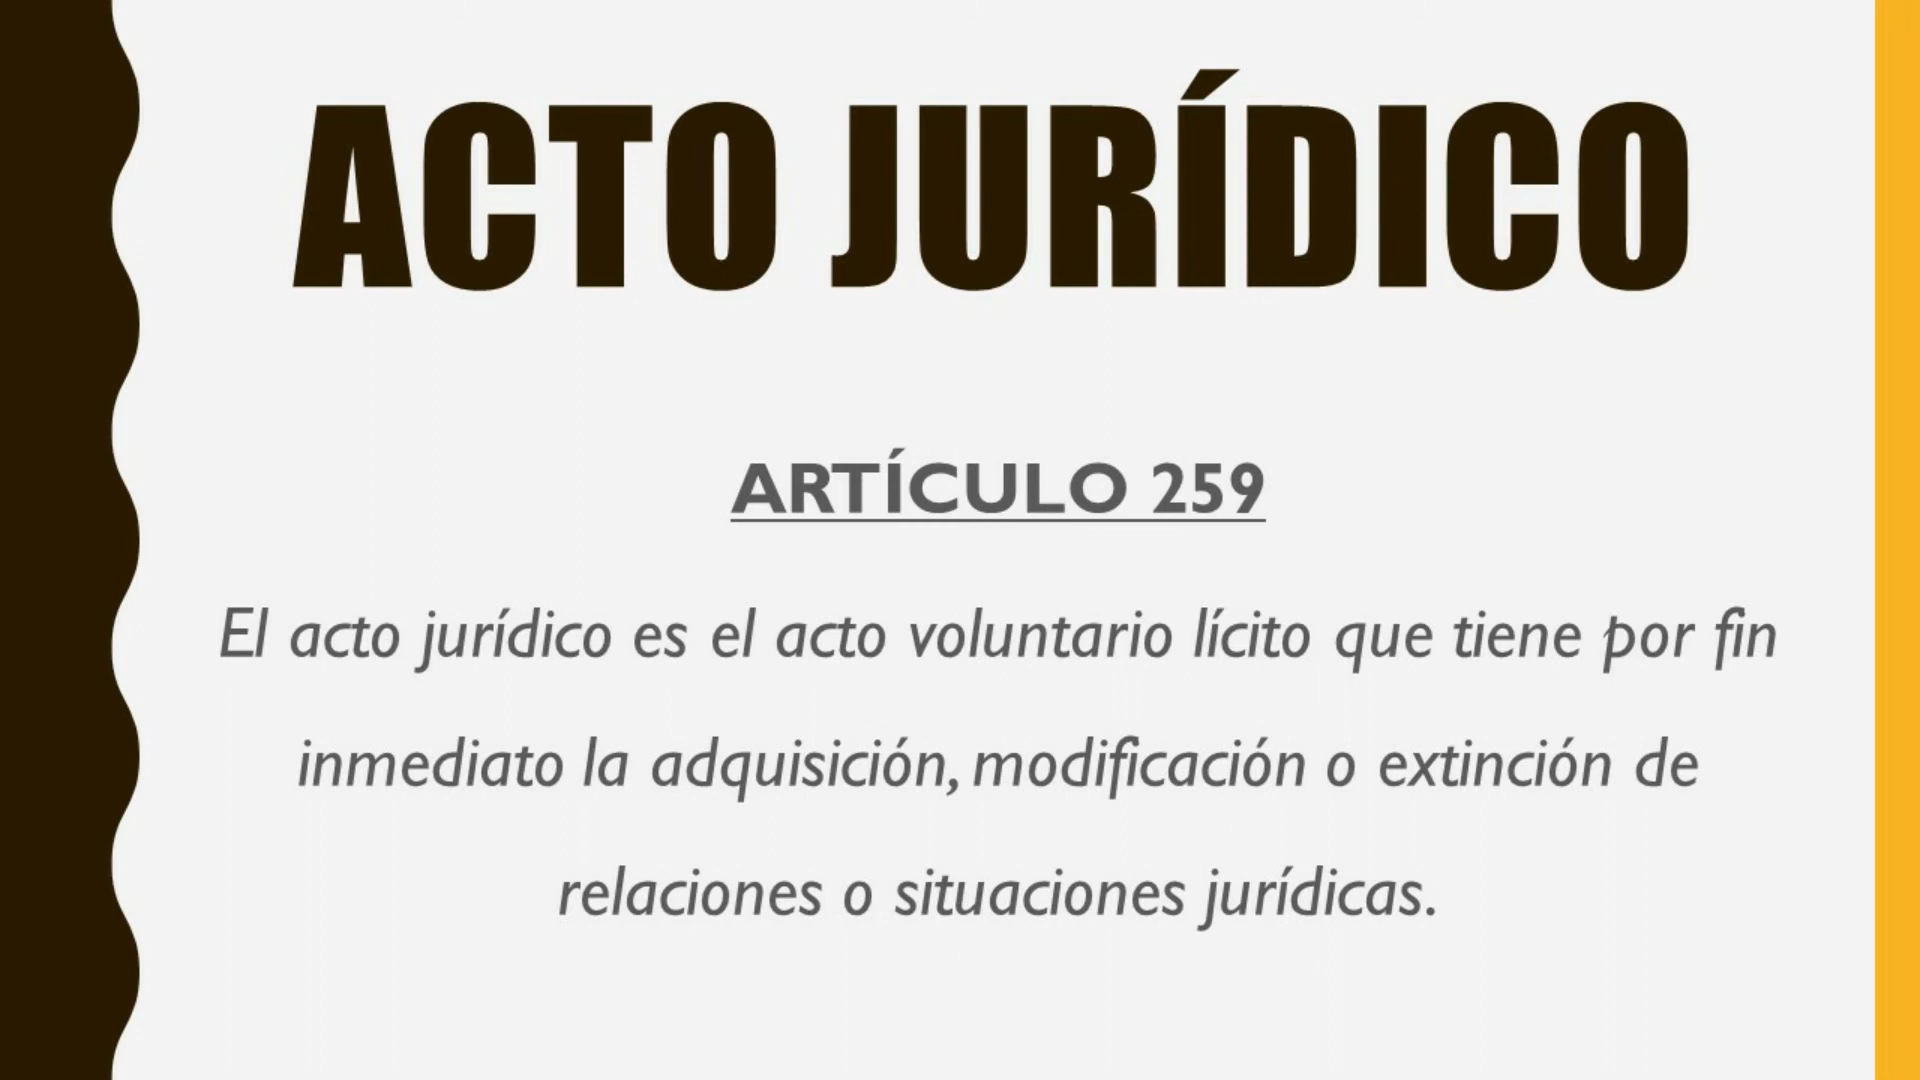 ACTO JURÍDICO
ARTÍCULO 259
El acto jurídico es el acto voluntario lícito que tiene por fin
inmediato la adquisición, modificación o extinción de
relaciones o situaciones jurídicas.